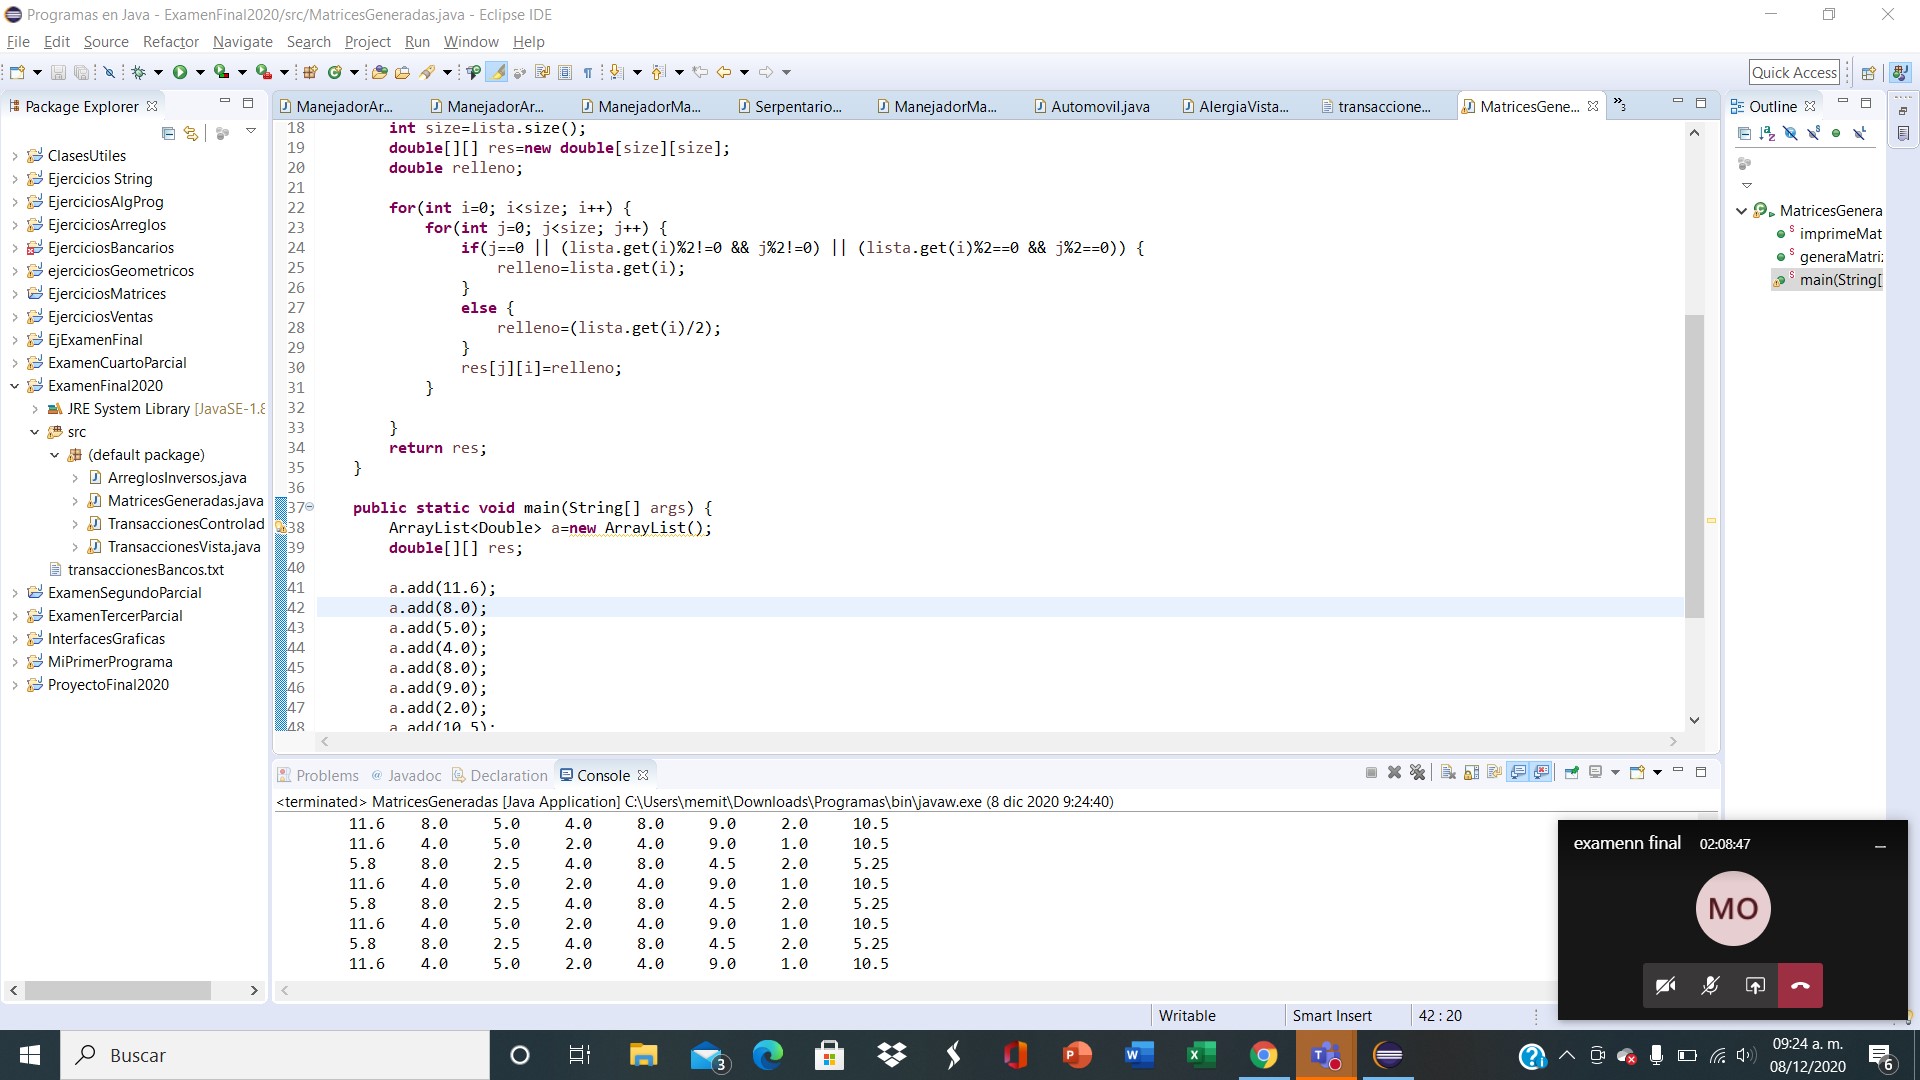 Programas en Java - ExamenFinal2020/src/MatricesGeneradas.java - Eclipse IDE
File Edit Source Refactor Navigate Search Project Run Window Help
Quick Access
Package Explorer
ClasesUtiles
Ejercicios String
EjerciciosAlgProg
EjerciciosArreglos
EjerciciosBancarios
ejerciciosGeometricos
EjerciciosMatrices
EjerciciosVentas
EjExamenFinal
ExamenCuartoParcial
ExamenFinal2020
JRE System Library [JavaSE-1.8
src
(default package)
ArreglosInversos.java
MatricesGeneradas.java
TransaccionesControlad
TransaccionesVista.java
transaccionesBancos.txt
ExamenSegundoParcial
ExamenTercerParcial
InterfacesGraficas
MiPrimerPrograma
ProyectoFinal2020
ManejadorAr... ManejadorAr... ManejadorMa... Serpentario... ManejadorMa... Automovil.java AlergiaVista... transaccione... MatricesGene... »3
18 int size=lista.size();
19 double[][] res=new double[size][size];
20 double relleno;
21
22 for(int i=0; i<size; i++) {
23 for(int j=0; j<size; j++) {
24 if(j==0 || (lista.get(i)%2!=0 && j%2!=0) || (lista.get(i)%2==0 && j%2==0)) {
25 relleno=lista.get(i);
26 }
27 else {
28 relleno=(lista.get(i)/2);
29 }
30 res[j][i]=relleno;
31 }
32
33 }
34 return res;
35 }
36
37 public static void main(String[] args) {
38 ArrayList<Double> a=new ArrayList();
39 double[][] res;
40
41 a.add(11.6);
42 a.add(8.0);
43 a.add(5.0);
44 a.add(4.0);
45 a.add(8.0);
46 a.add(9.0);
47 a.add(2.0);
48 a.add(10.5);
Outline
MatricesGenera
imprimeMat
generaMatri
main(String[
Problems @ Javadoc Declaration Console
<terminated> MatricesGeneradas [Java Application] C:\Users\memit\Downloads\Programas\bin\javaw.exe (8 dic 2020 9:24:40)
11.6 8.0 5.0 4.0 8.0 9.0 2.0 10.5
11.6 4.0 5.0 2.0 4.0 9.0 1.0 10.5
5.8 8.0 2.5 4.0 8.0 4.5 2.0 5.25
11.6 4.0 5.0 2.0 4.0 9.0 1.0 10.5
5.8 8.0 2.5 4.0 8.0 4.5 2.0 5.25
11.6 4.0 5.0 2.0 4.0 9.0 1.0 10.5
5.8 8.0 2.5 4.0 8.0 4.5 2.0 5.25
11.6 4.0 5.0 2.0 4.0 9.0 1.0 10.5
examenn final 02:08:47
MO
Writable Smart Insert 42 : 20
Buscar
3
09:24 a. m.
08/12/2020
6